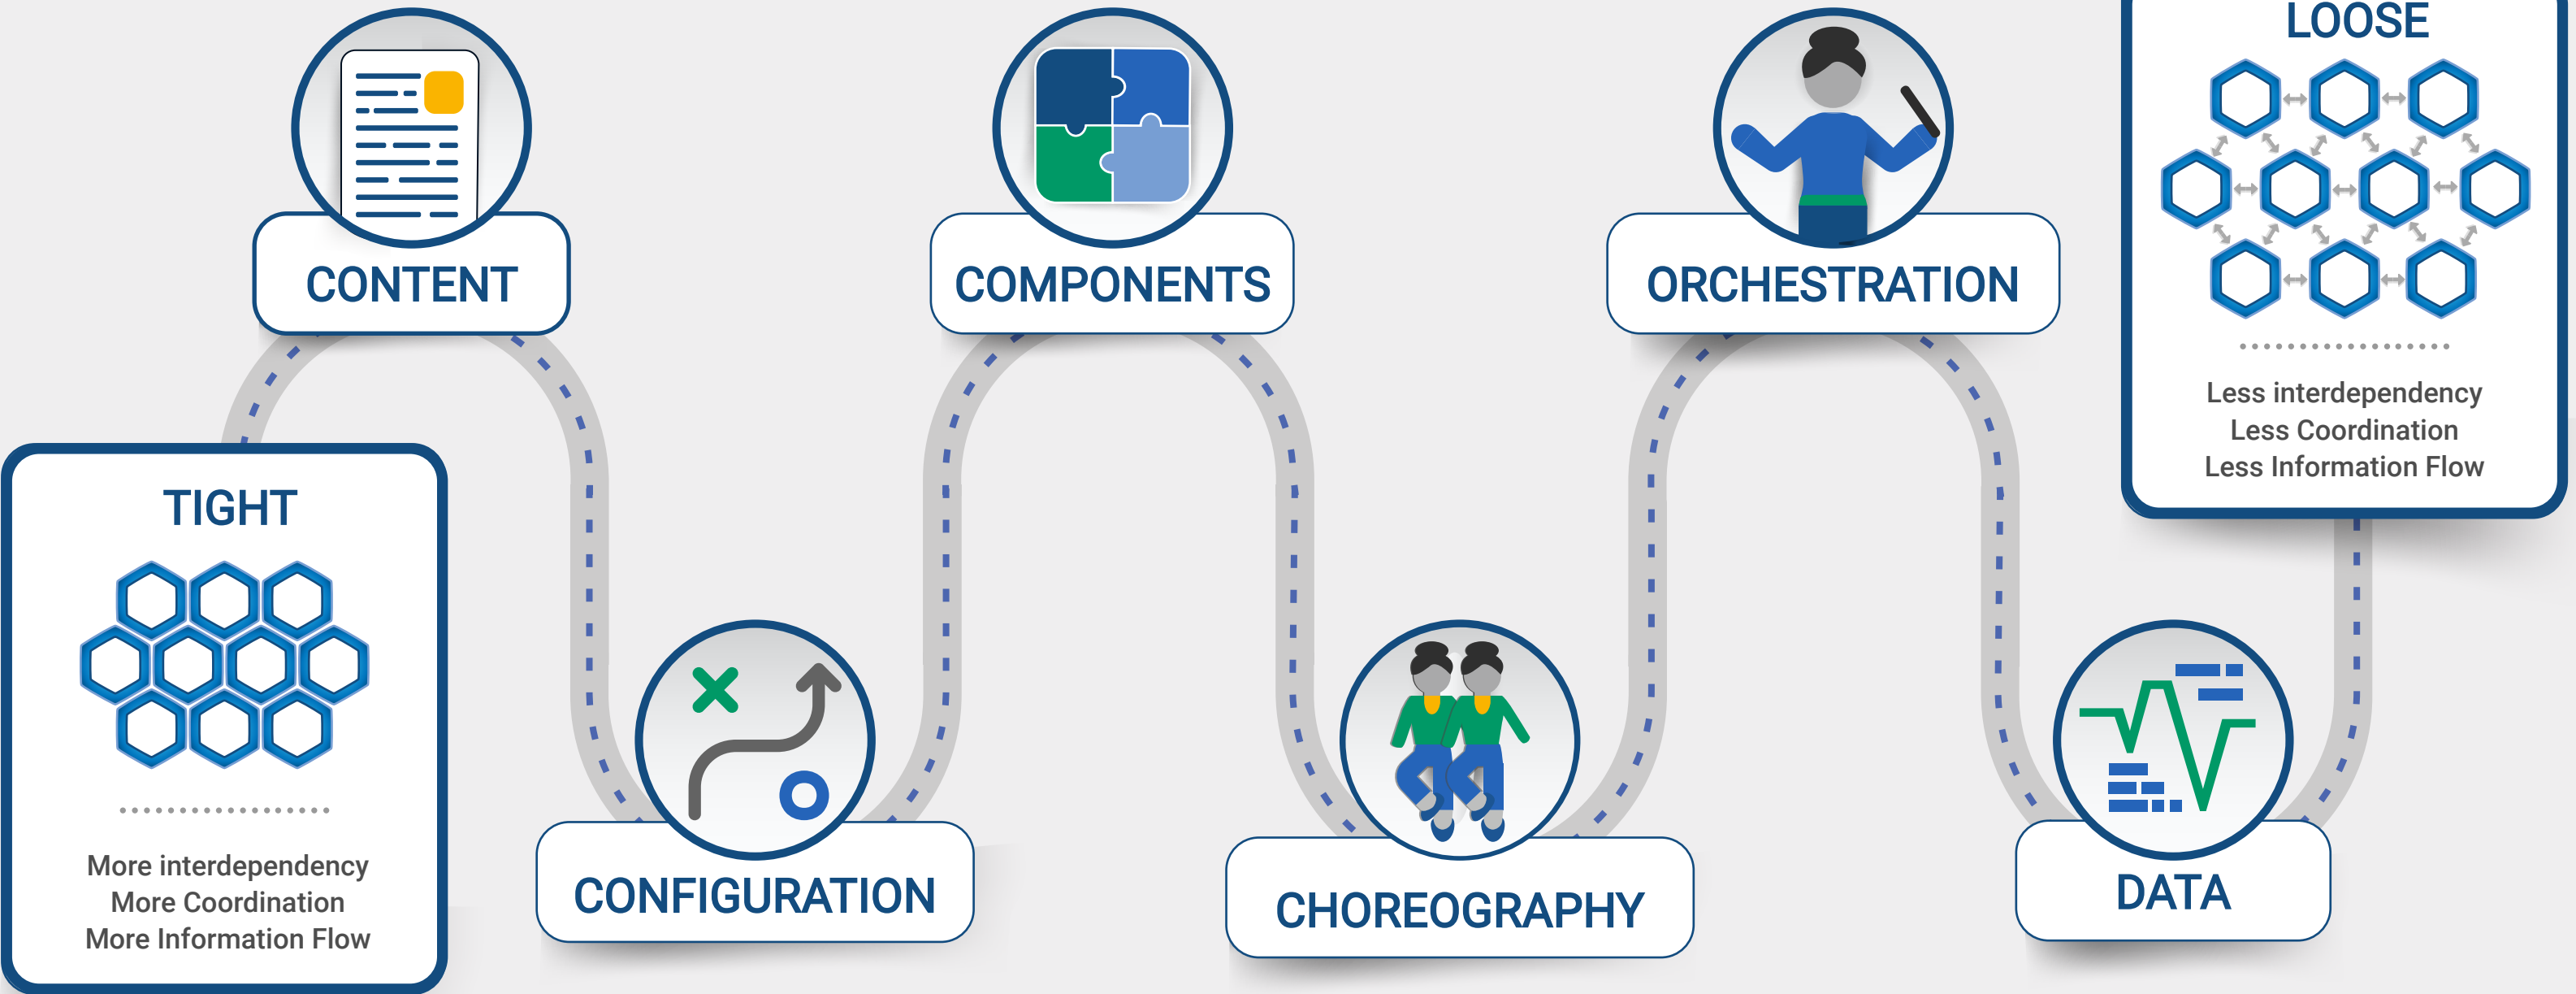 CONTENT
COMPONENTS
ORCHESTRATION
LOOSE
Less interdependency
Less Coordination
Less Information Flow
TIGHT
More interdependency
More Coordination
More Information Flow
CONFIGURATION
CHOREOGRAPHY
DATA